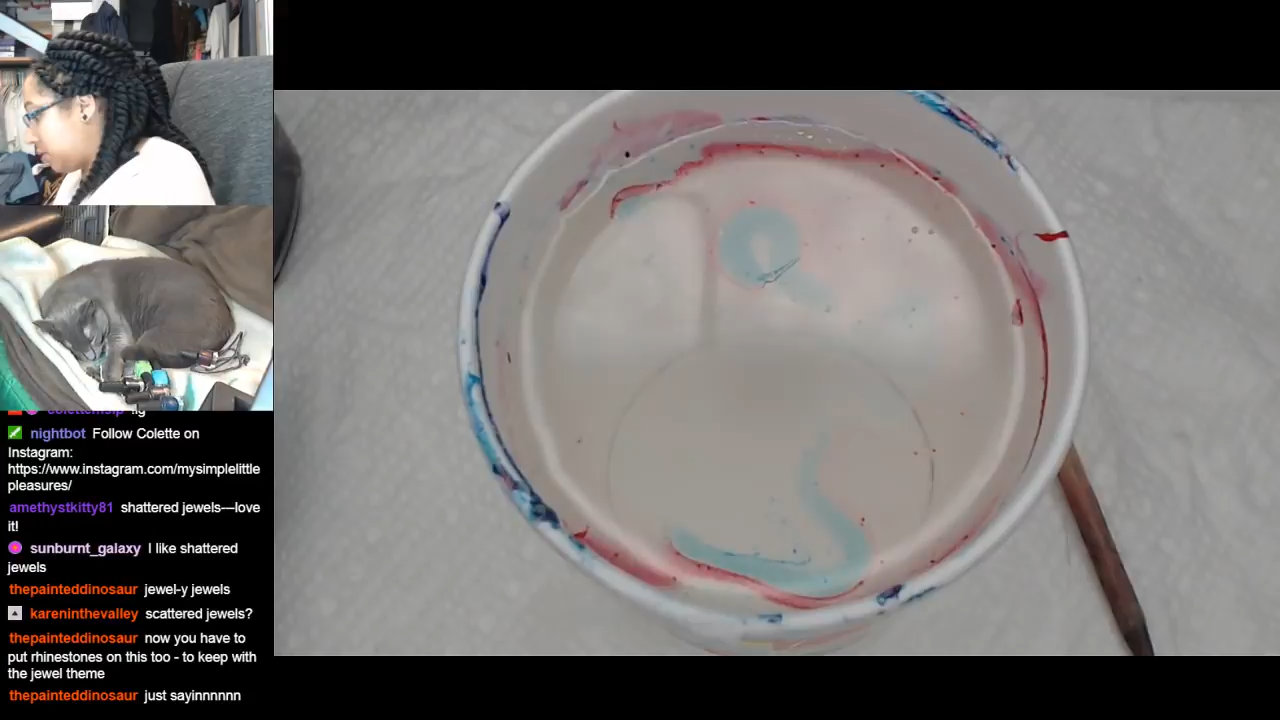 nightbot Follow Colette on
Instagram:
https://www.instagram.com/mysimplelittle
pleasures/
amethystkitty81 shattered jewels---love
it!
sunburnt_galaxy I like shattered
jewels
thepainteddinosaur jewel-y jewels
kareninthevalley scattered jewels?
thepainteddinosaur now you have to
put rhinestones on this too - to keep with
the jewel theme
thepainteddinosaur just sayinnnnnn